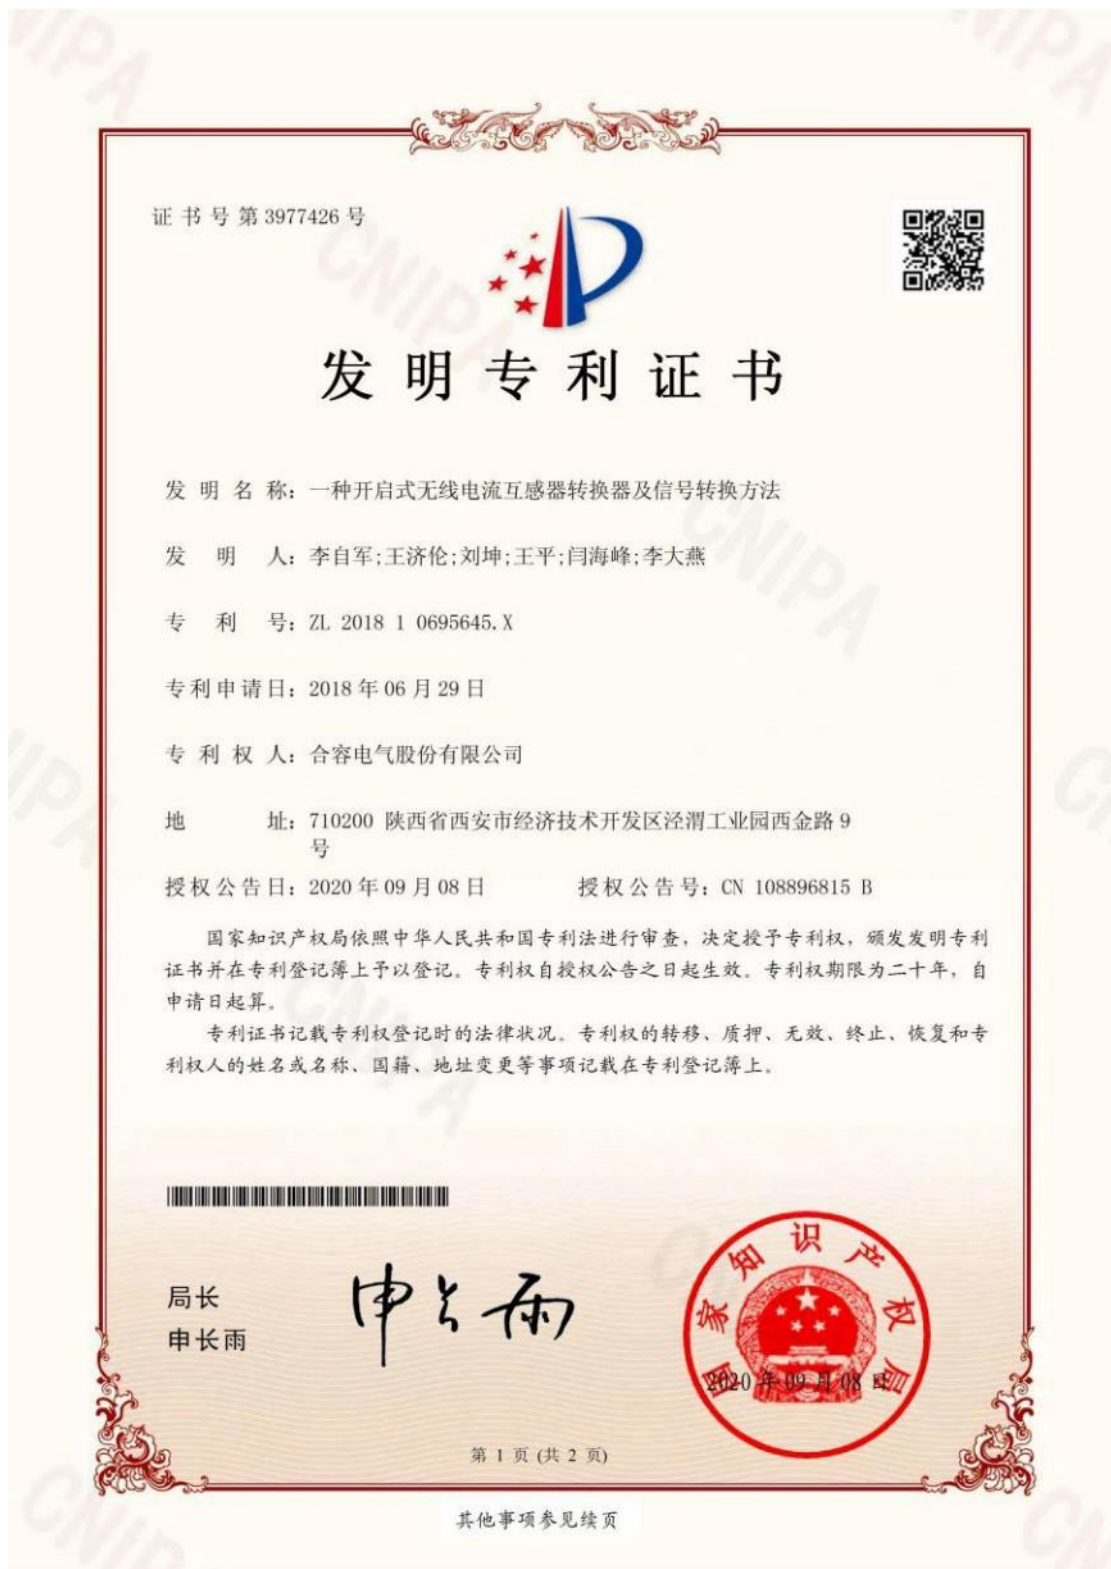 证书号第3977426号
发明专利证书
发明名称：一种开启式无线电流互感器转换器及信号转换方法
发明人：李自军;王济伦;刘坤;王平;闫海峰;李大燕
专利号：ZL 2018 1 0695645.X
专利申请日：2018年06月29日
专利权人：合容电气股份有限公司
地址：710200 陕西省西安市经济技术开发区泾渭工业园西金路9
号
授权公告日：2020年09月08日 授权公告号：CN 108896815 B
国家知识产权局依照中华人民共和国专利法进行审查，决定授予专利权，颁发发明专利
证书并在专利登记簿上予以登记。专利权自授权公告之日起生效。专利权期限为二十年，自
申请日起算。
专利证书记载专利权登记时的法律状况。专利权的转移、质押、无效、终止、恢复和专
利权人的姓名或名称、国籍、地址变更等事项记载在专利登记簿上。
局长
申长雨
申长雨
国家知识产权局
2020年09月08日
第 1 页 (共 2 页)
其他事项参见续页
CNIPA
CNIPA
CNIPA
CNIPA
CNIPA